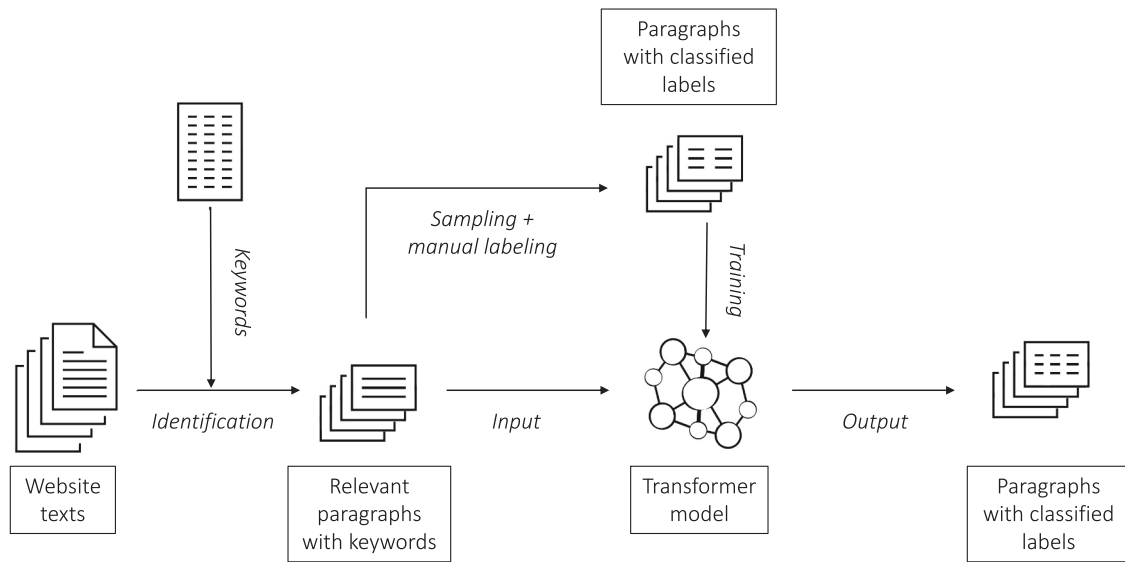 Paragraphs
with classified
labels
Keywords
Sampling +
manual labeling
Training
Identification
Input
Output
Website
texts
Relevant
paragraphs
with keywords
Transformer
model
Paragraphs
with classified
labels